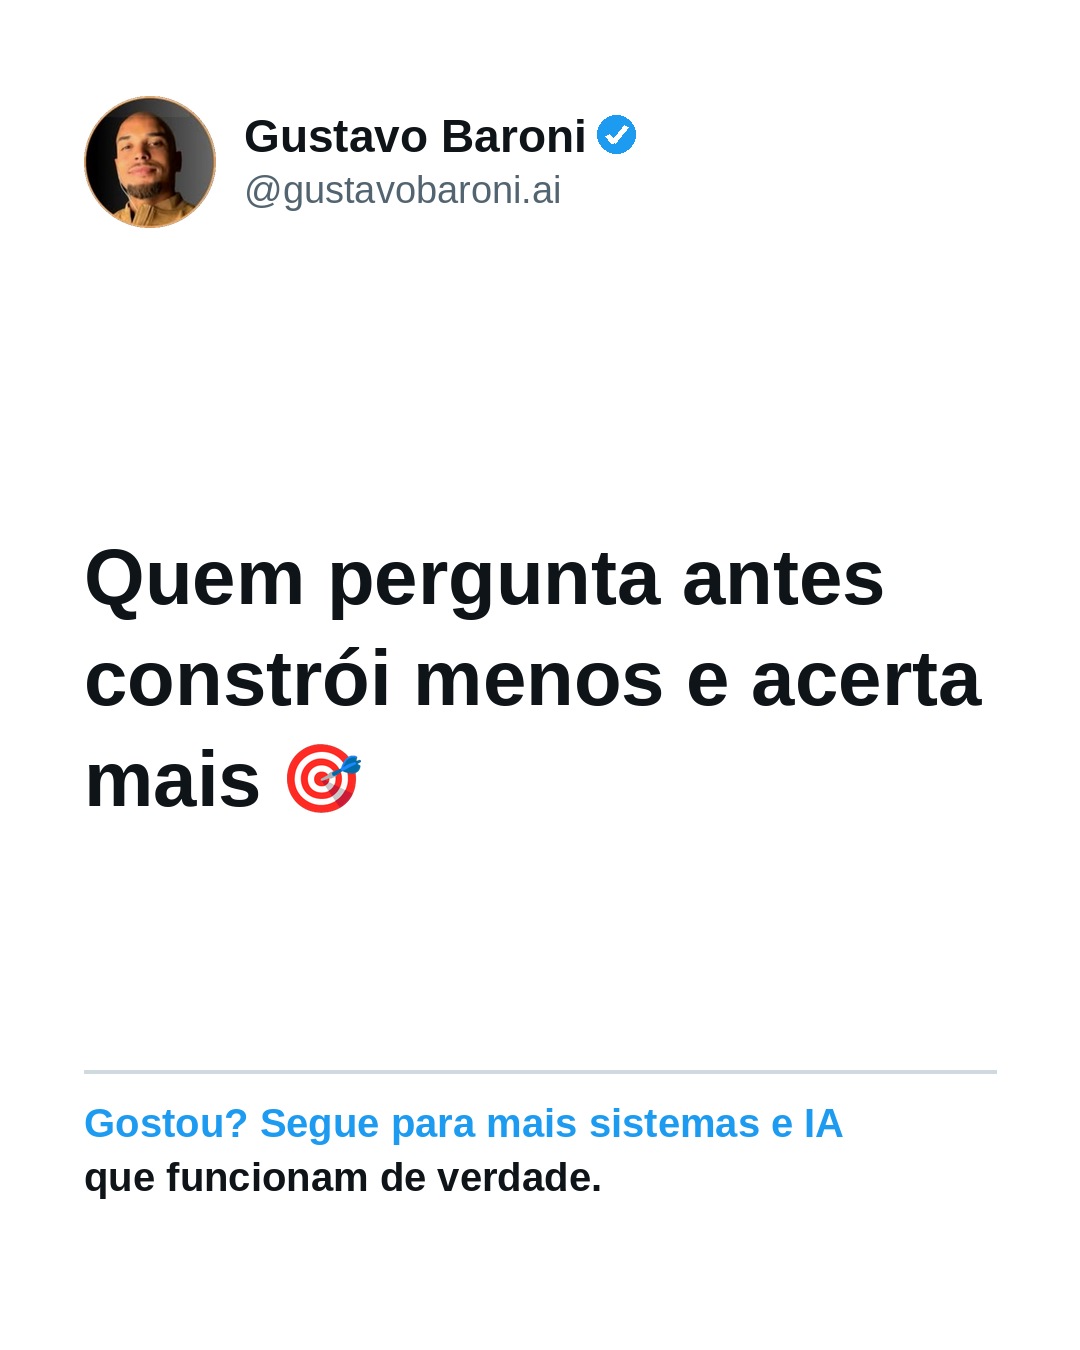 Gustavo Baroni
@gustavobaroni.ai
Quem pergunta antes
constrói menos e acerta
mais 🎯
Gostou? Segue para mais sistemas e IA
que funcionam de verdade.